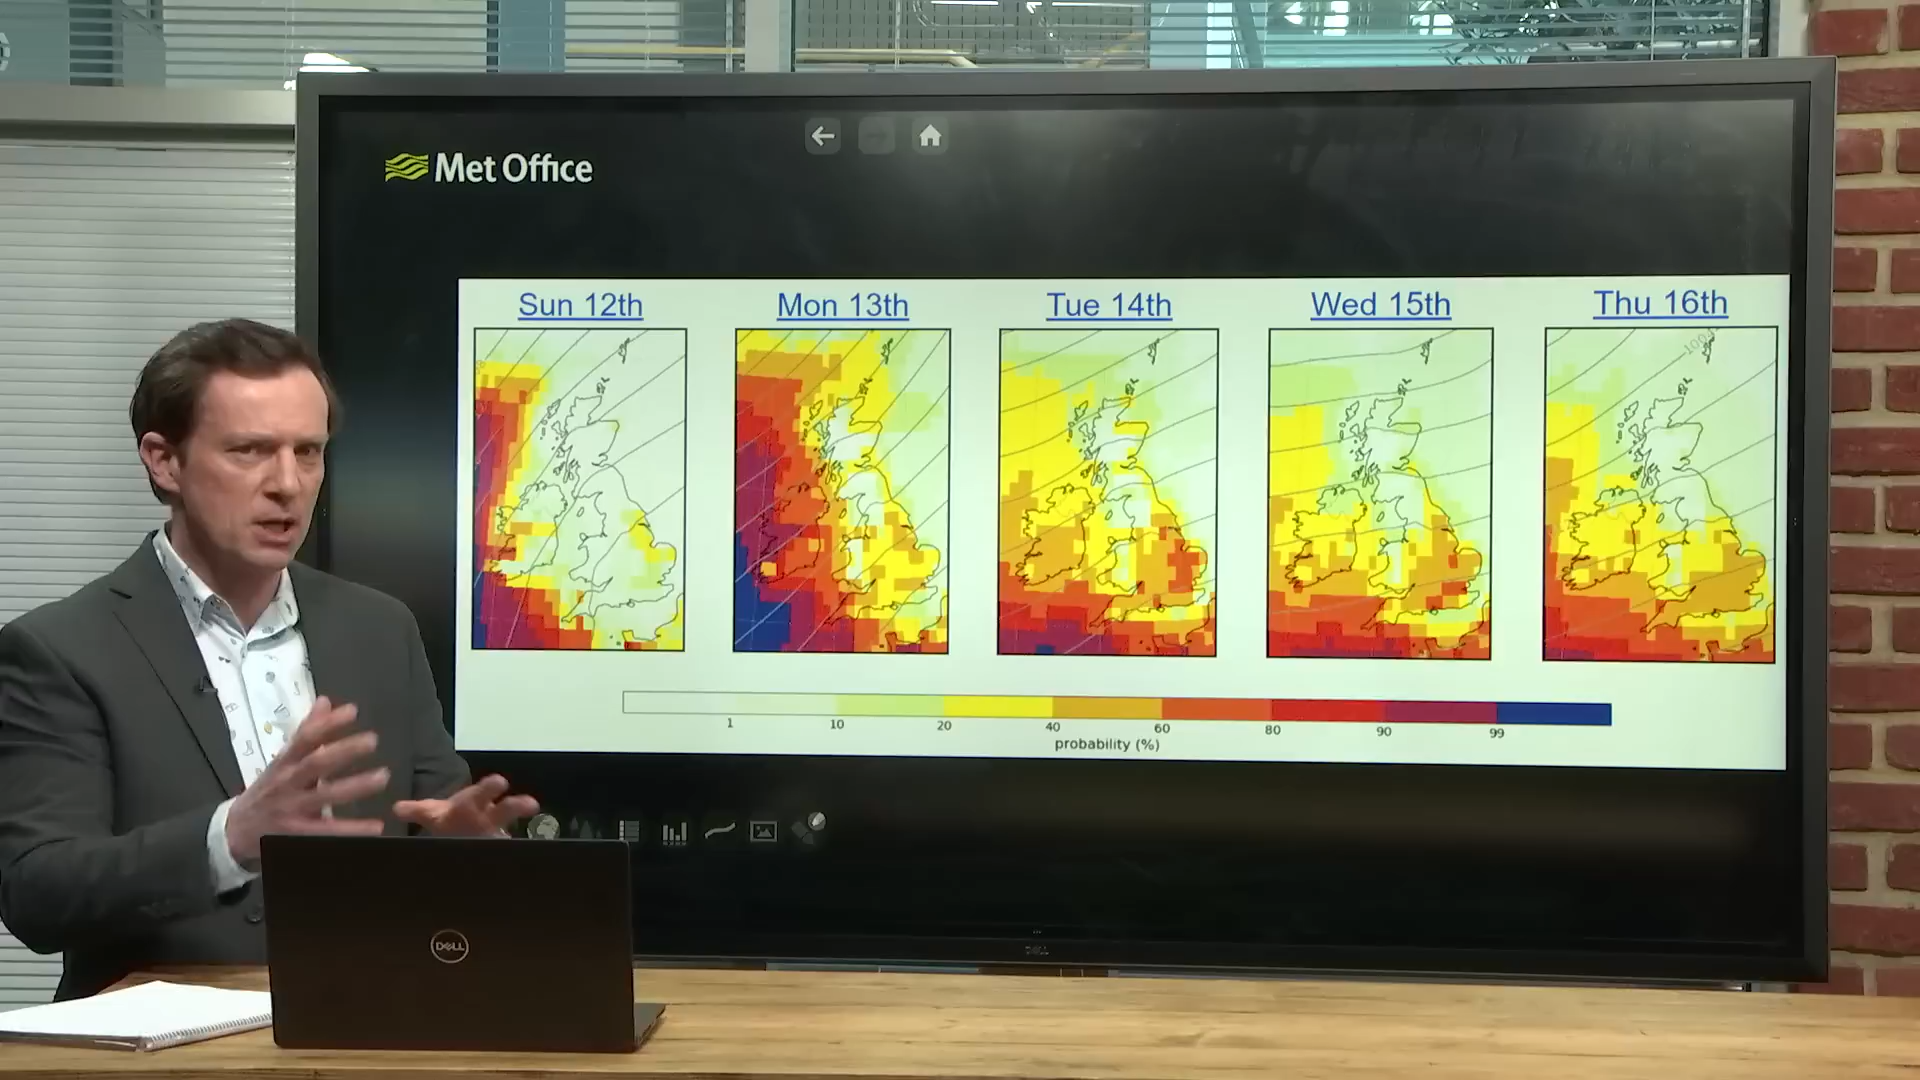 Met Office
Sun 12th
Mon 13th
Tue 14th
Wed 15th
Thu 16th
1 10 20 40 60 80 90 99
probability (%)
DELL
DELL